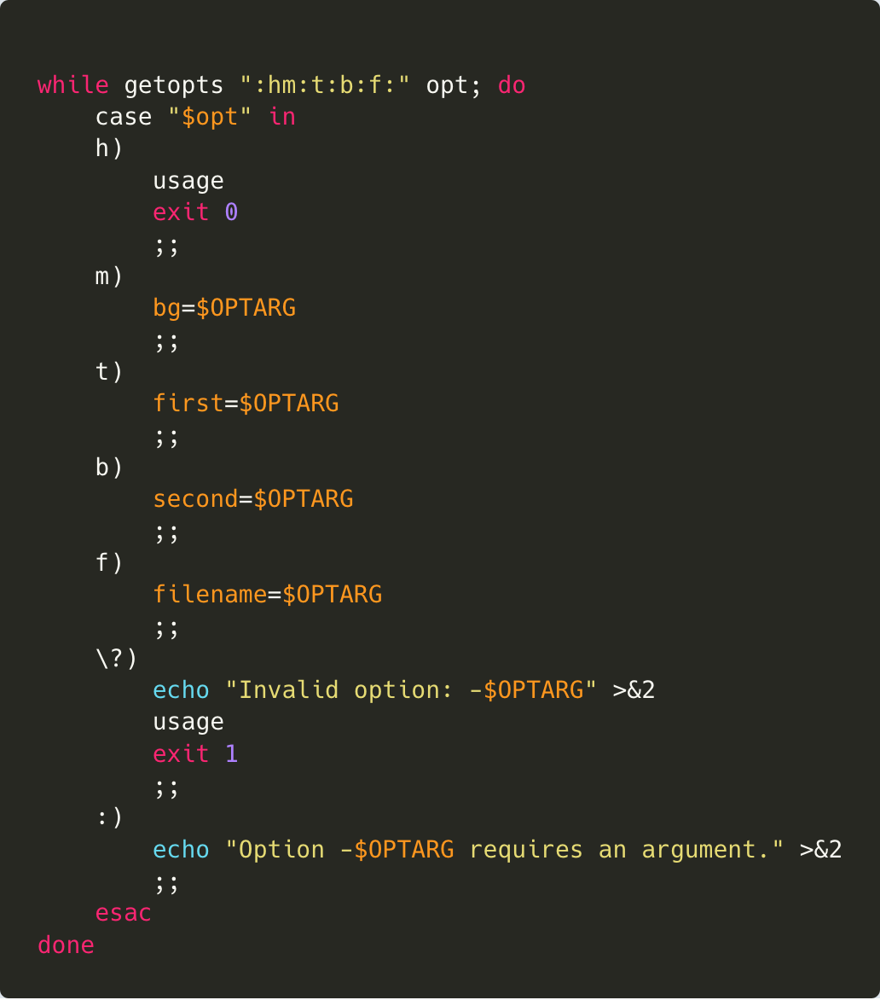 while getopts ":hm:t:b:f:" opt; do
    case "$opt" in
    h)
        usage
        exit 0
        ;;
    m)
        bg=$OPTARG
        ;;
    t)
        first=$OPTARG
        ;;
    b)
        second=$OPTARG
        ;;
    f)
        filename=$OPTARG
        ;;
    \?)
        echo "Invalid option: -$OPTARG" >&2
        usage
        exit 1
        ;;
    :)
        echo "Option -$OPTARG requires an argument." >&2
        ;;
    esac
done